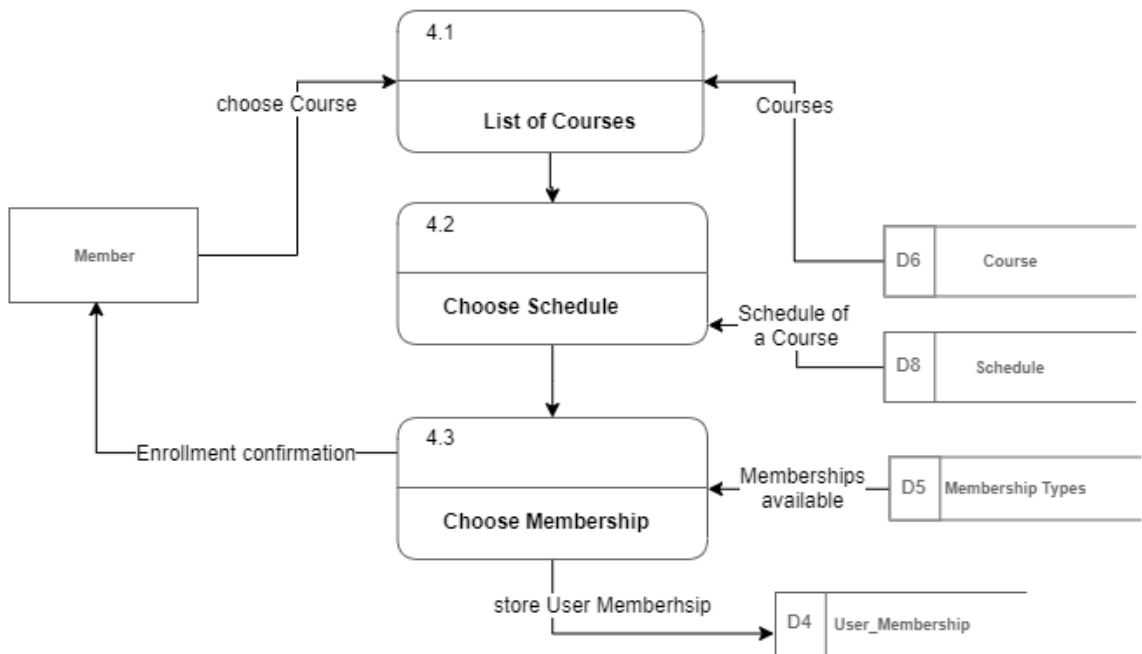 4.1
choose Course
Courses
List of Courses
4.2
Member
D6
Course
Choose Schedule
Schedule of
a Course
D8
Schedule
4.3
Enrollment confirmation
Memberships
available
D5
Membership Types
Choose Membership
store User Memberhsip
D4
User_Membership